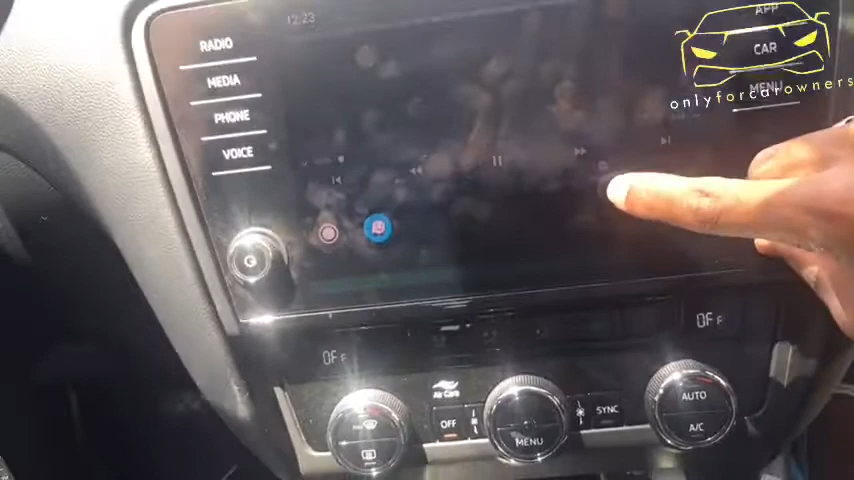 12:23
APP
RADIO
CAR
MEDIA
MENU
onlyforcarowners
PHONE
VOICE
OFF
OFF
Air Care
OFF
MENU
SYNC
AUTO
A/C